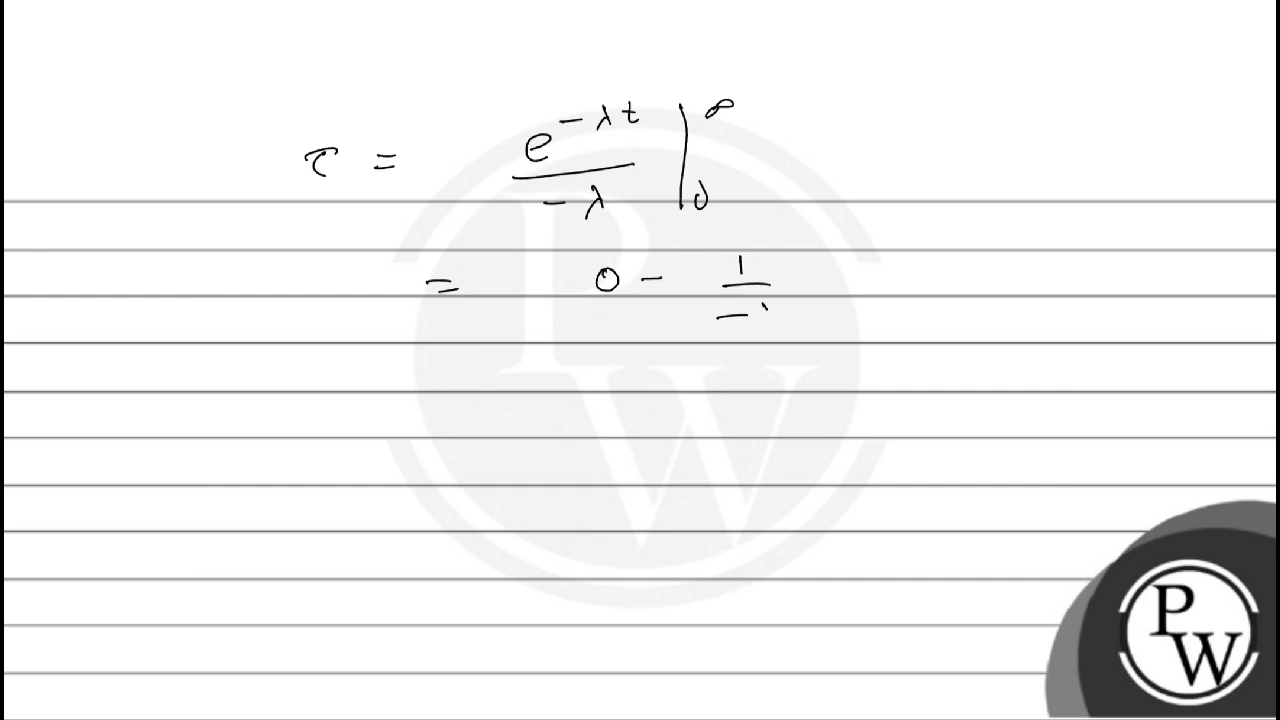 τ = e^{-λt} / -λ |_0^∞
= 0 - 1 / -
P W
PW